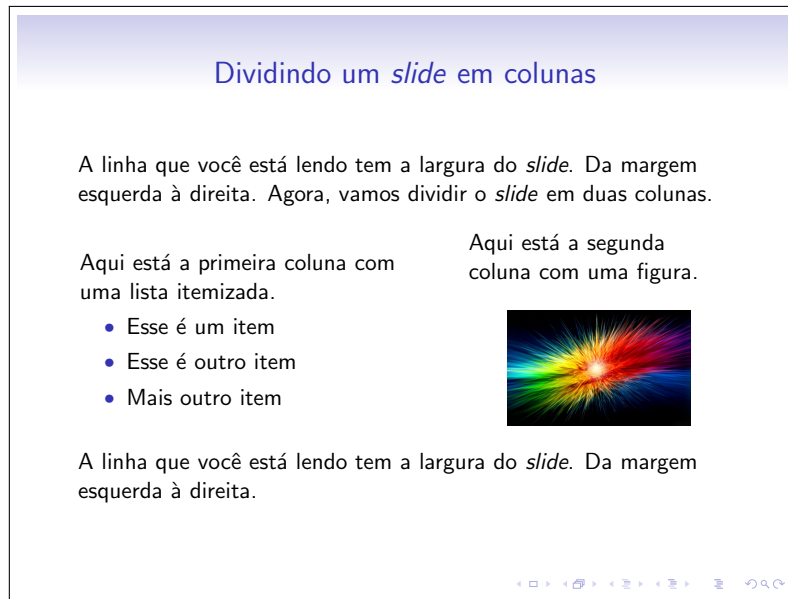 Dividindo um slide em colunas
A linha que você está lendo tem a largura do slide. Da margem
esquerda à direita. Agora, vamos dividir o slide em duas colunas.
Aqui está a primeira coluna com
uma lista itemizada.
• Esse é um item
• Esse é outro item
• Mais outro item
Aqui está a segunda
coluna com uma figura.
A linha que você está lendo tem a largura do slide. Da margem
esquerda à direita.